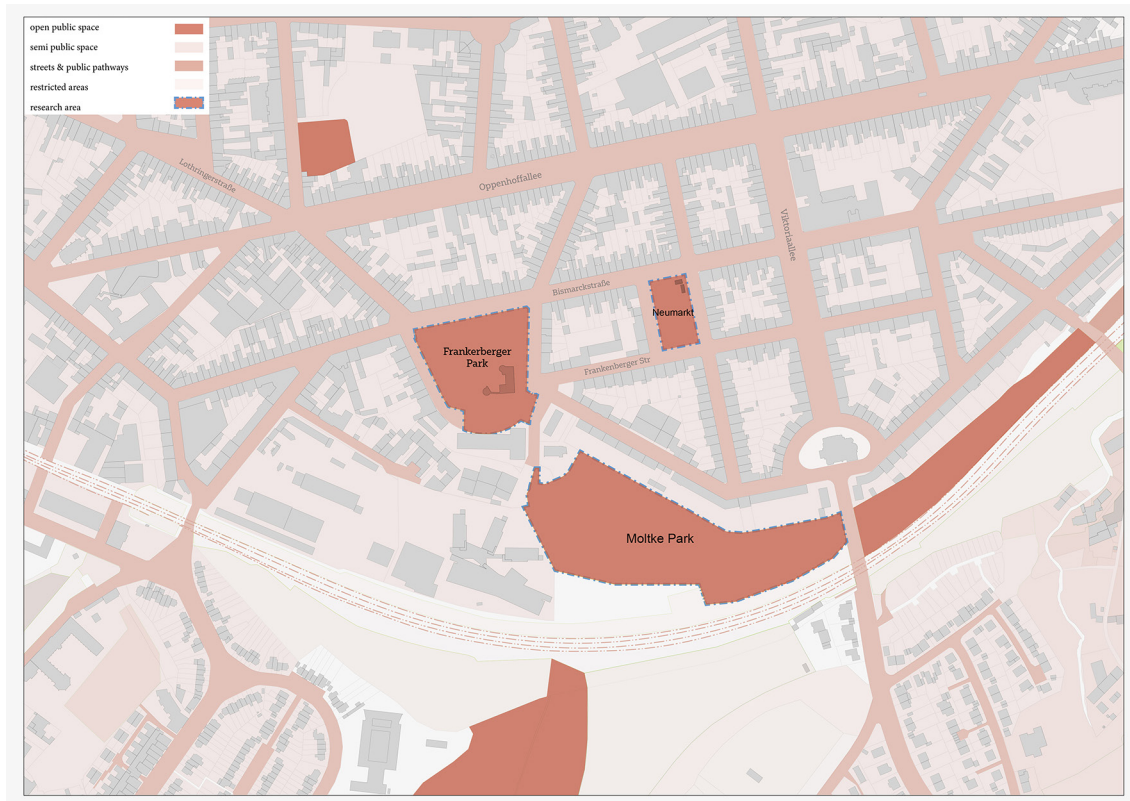 open public space
semi public space
streets & public pathways
restricted areas
research area
Lothringerstraße
Oppenhoffallee
Viktoriaallee
Bismarckstraße
Neumarkt
Frankerberger
Park
Frankenberger Str
Moltke Park